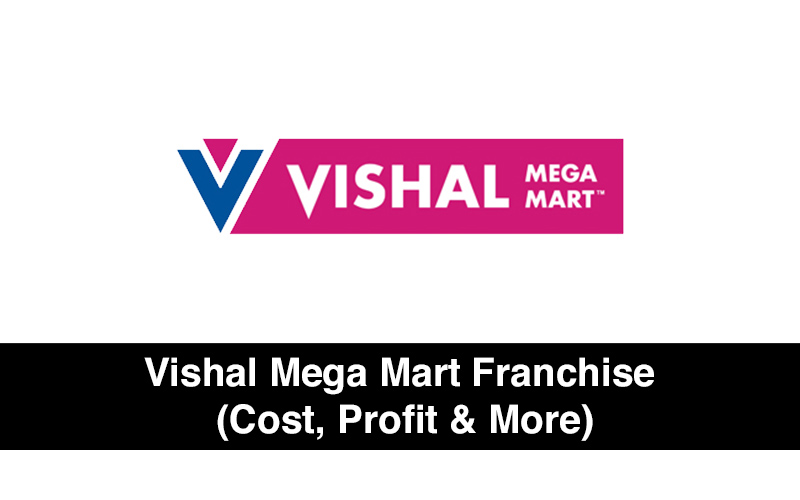 VISHAL MEGA
MART™
Vishal Mega Mart Franchise
(Cost, Profit & More)